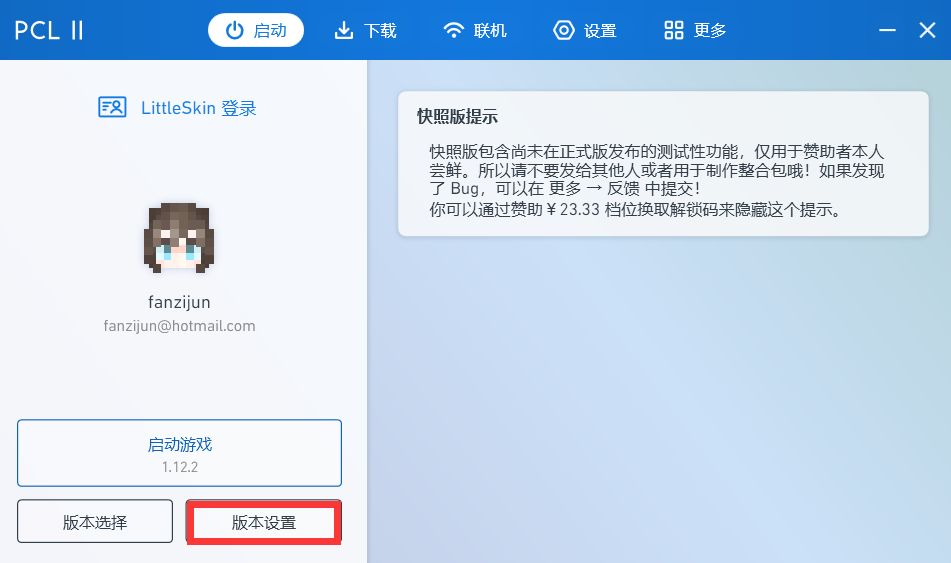 PCL II
启动
下载
联机
设置
更多
LittleSkin 登录
fanzijun
fanzijun@hotmail.com
启动游戏
1.12.2
版本选择
版本设置
快照版提示
快照版包含尚未在正式版发布的测试性功能，仅用于赞助者本人
尝鲜。所以请不要发给其他人或者用于制作整合包哦！如果发现
了 Bug，可以在 更多 → 反馈 中提交！
你可以通过赞助￥23.33 档位换取解锁码来隐藏这个提示。